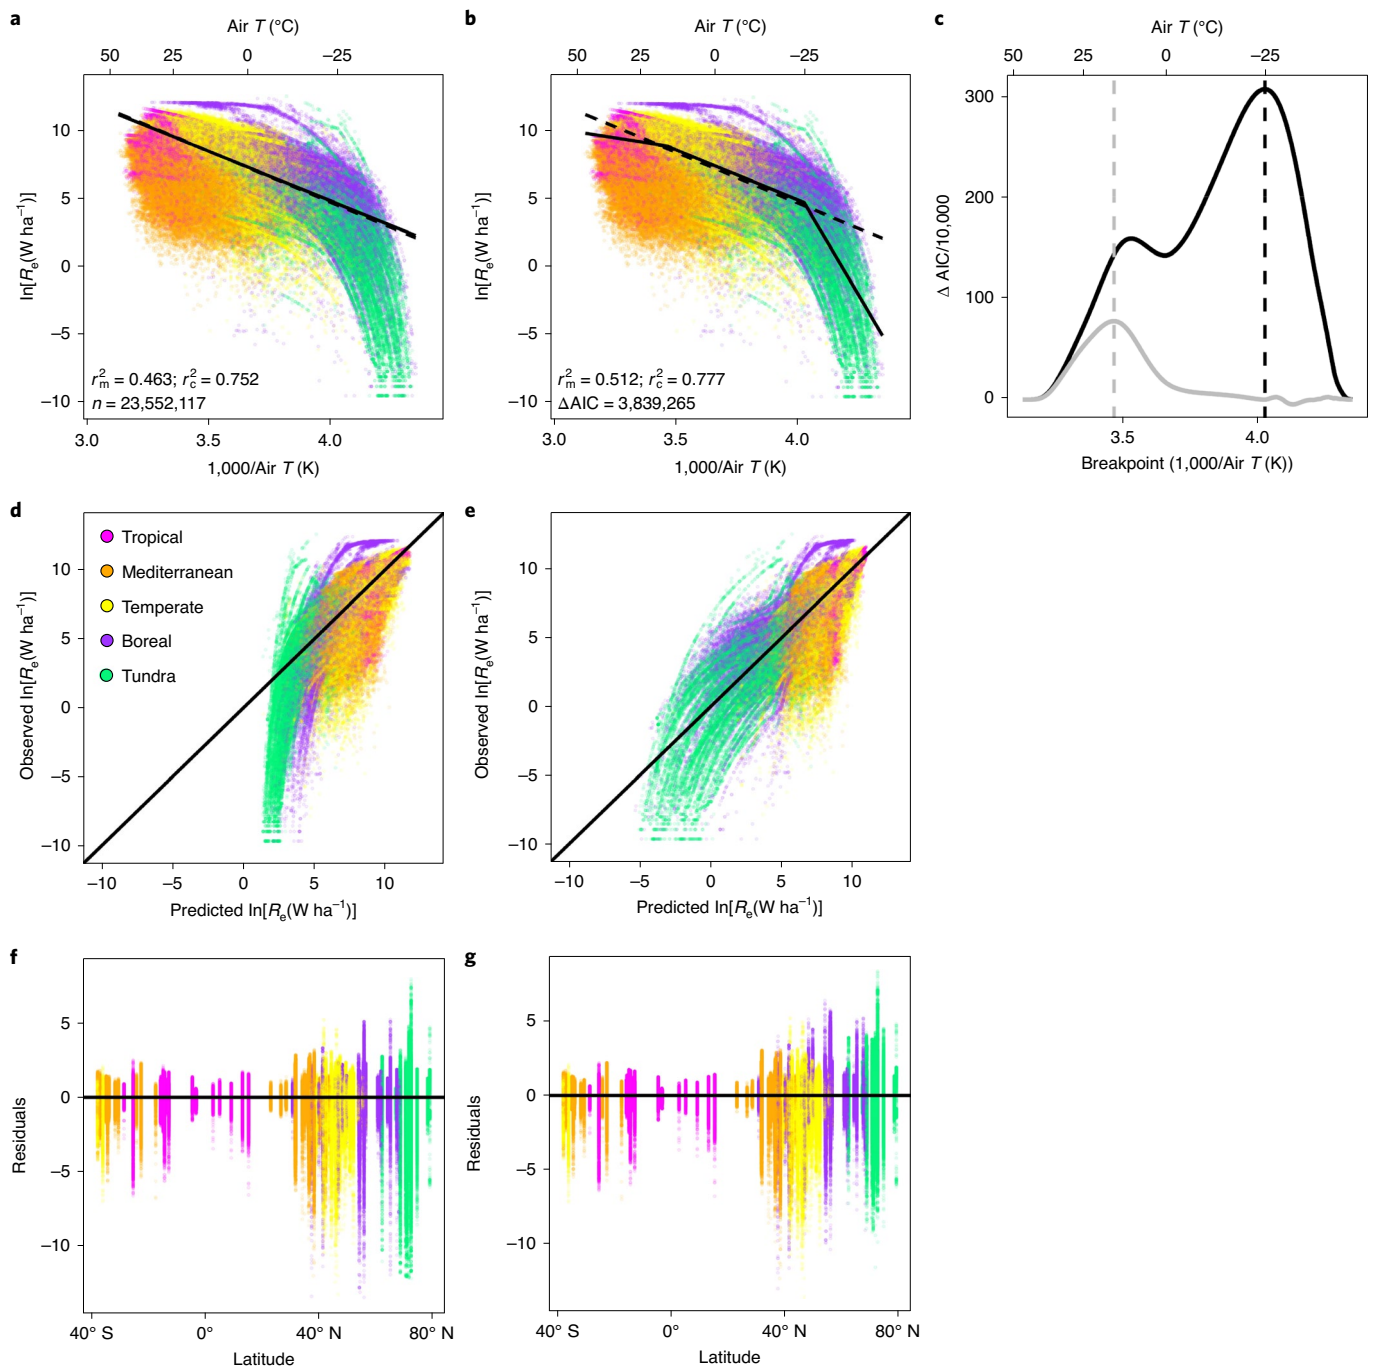 a
Air T (°C)
50 25 0 –25
ln[Re(W ha–1)]
10
5
0
–5
–10
r2m = 0.463; r2c = 0.752
n = 23,552,117
3.0 3.5 4.0
1,000/Air T (K)
b
Air T (°C)
50 25 0 –25
ln[Re(W ha–1)]
10
5
0
–5
–10
r2m = 0.512; r2c = 0.777
ΔAIC = 3,839,265
3.0 3.5 4.0
1,000/Air T (K)
c
Air T (°C)
50 25 0 –25
Δ AIC/10,000
300
200
100
0
3.5 4.0
Breakpoint (1,000/Air T (K))
d
Observed ln[Re(W ha–1)]
10
5
0
–5
–10
Tropical
Mediterranean
Temperate
Boreal
Tundra
–10 –5 0 5 10
Predicted ln[Re(W ha–1)]
e
Observed ln[Re(W ha–1)]
10
5
0
–5
–10
–10 –5 0 5 10
Predicted ln[Re(W ha–1)]
f
Residuals
5
0
–5
–10
40° S 0° 40° N 80° N
Latitude
g
Residuals
5
0
–5
–10
40° S 0° 40° N 80° N
Latitude